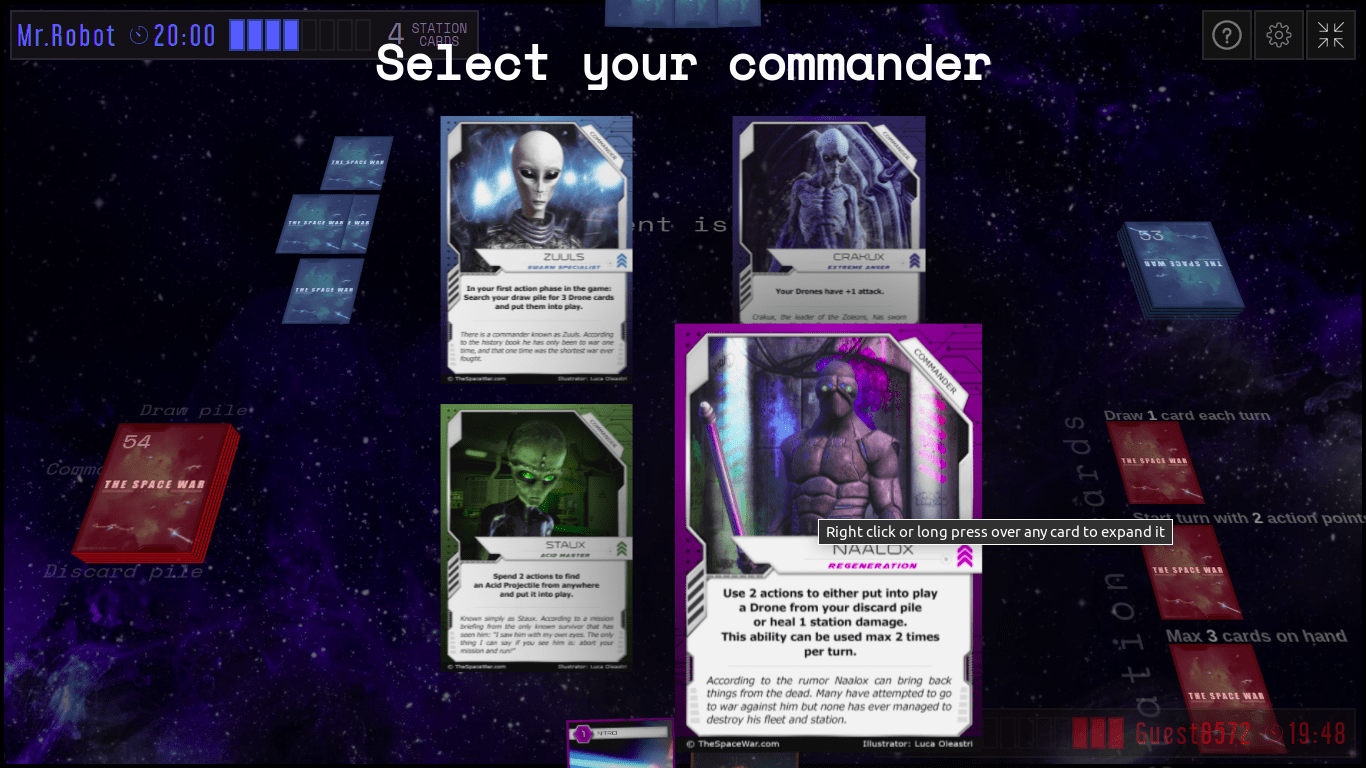 Mr.Robot 20:00
4 STATION CARDS
Select your commander
ent is
THE SPACE WAR
THE SPACE WAR
WAR
THE SPACE WAR
53
THE SPACE WAR
COMMANDER
ZUULS
SWARM SPECIALIST
In your first action phase in the game:
Search your draw pile for 3 Drone cards
and put them into play.
There is a commander known as Zuuls. According
to the history book he has only been to war one
time, and that one time was the shortest war ever
fought.
© TheSpaceWar.com Illustrator: Luca Oleastri
COMMANDER
CRAKUX
EXTREME ANGER
Your Drones have +1 attack.
Crakux, the leader of the Zoleons, has sworn
COMMANDER
STAUX
ACID MASTER
Spend 2 actions to find
an Acid Projectile from anywhere
and put it into play.
Known simply as Staux. According to a mission
briefing from the only known survivor that has
seen him: "I saw him with my own eyes. The only
thing I can say if you see him is: abort your
mission and run!"
© TheSpaceWar.com Illustrator: Luca Oleastri
COMMANDER
Right click or long press over any card to expand it
NAALOX
REGENERATION
Use 2 actions to either put into play
a Drone from your discard pile
or heal 1 station damage.
This ability can be used max 2 times
per turn.
According to the rumor Naalox can bring back
things from the dead. Many have attempted to go
to war against him but none has ever managed to
destroy his fleet and station.
© TheSpaceWar.com Illustrator: Luca Oleastri
Draw pile
54
Comma
THE SPACE WAR
Discard pile
Draw 1 card each turn
THE SPACE WAR
Start turn with 2 action points
THE SPACE WAR
Max 3 cards on hand
THE SPACE WAR
ation
ards
1 NITRO
Guest8572 19:48